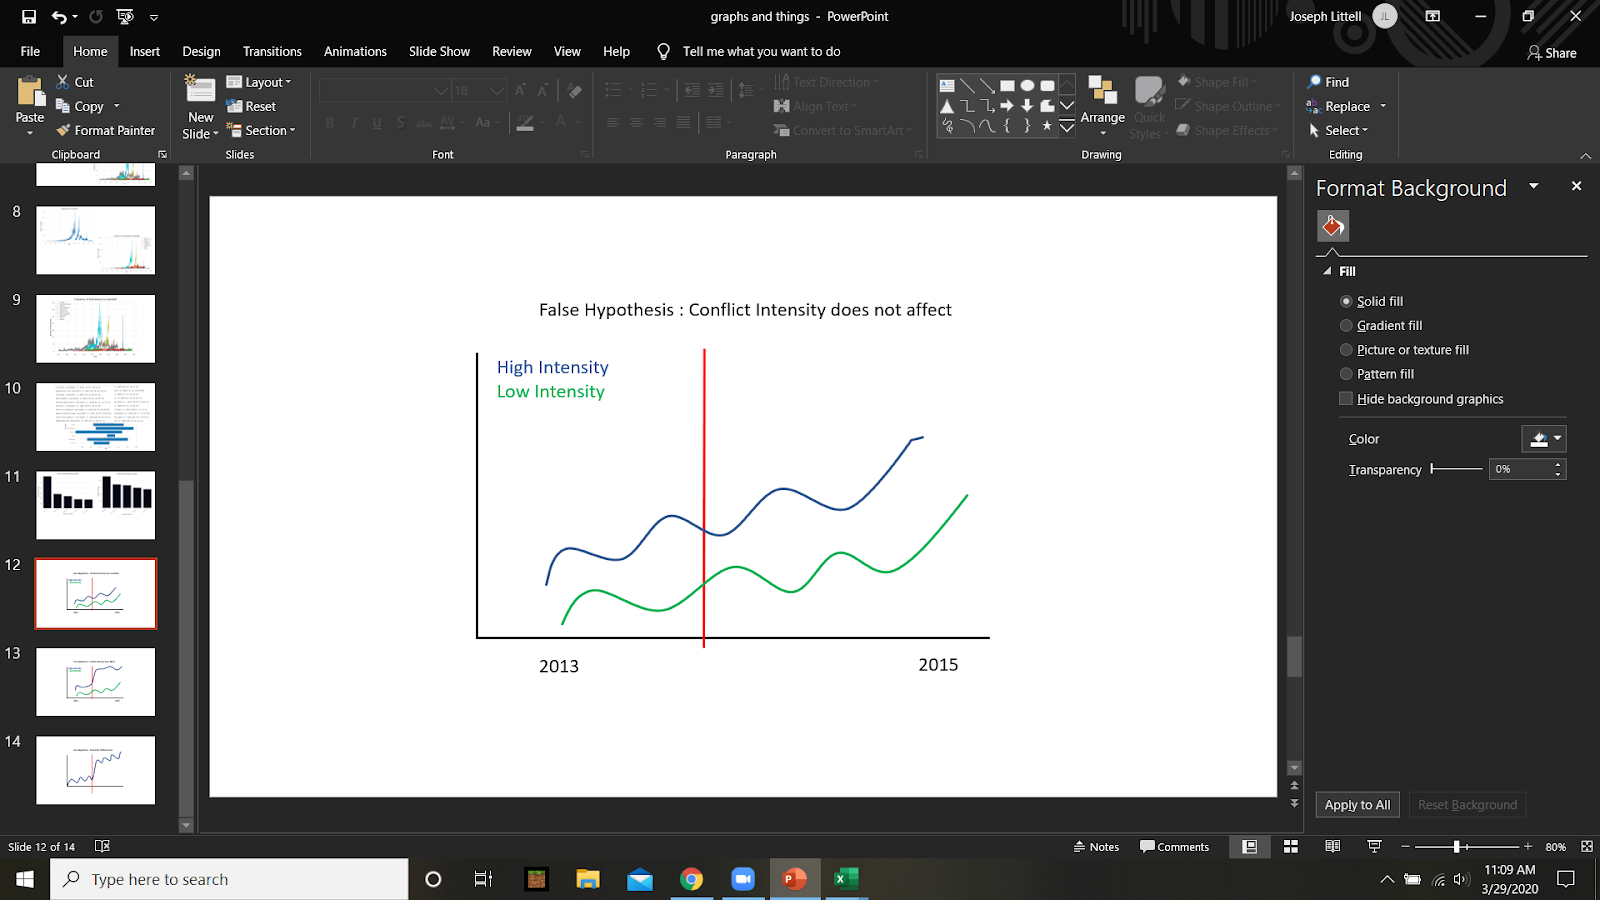 graphs and things - PowerPoint
Joseph Littell
JL
File Home Insert Design Transitions Animations Slide Show Review View Help Tell me what you want to do
Share
Paste
Cut
Copy
Format Painter
Clipboard
New Slide
Layout
Reset
Section
Slides
18
B I U S abc AV Aa A
Font
Text Direction
Align Text
Convert to SmartArt
Paragraph
Arrange
Quick Styles
Shape Fill
Shape Outline
Shape Effects
Drawing
Find
Replace
Select
Editing
8
9
10
11
12
13
14
False Hypothesis : Conflict Intensity does not affect
High Intensity
Low Intensity
2013
2015
Format Background
Fill
Solid fill
Gradient fill
Picture or texture fill
Pattern fill
Hide background graphics
Color
Transparency
0%
Apply to All
Reset Background
Slide 12 of 14
Notes
Comments
80%
Type here to search
11:09 AM
3/29/2020